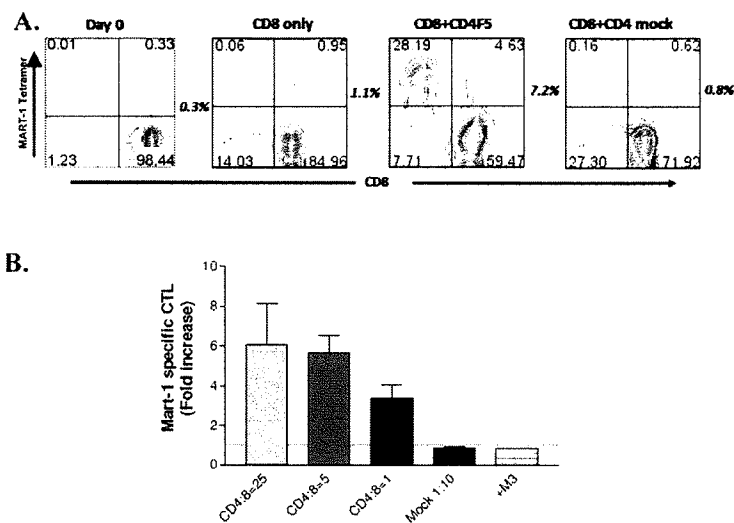 A.
Day 0
CD8 only
CD8+CD4F5
CD8+CD4 mock
MART-1 Tetramer
0.01 0.33
0.3%
1.23 98.44
0.06 0.95
1.1%
14.03 84.96
28 19 4 63
7.2%
7.71 59.47
0.16 0.62
0.8%
27.30 71.92
CD8
B.
Mart-1 specific CTL
(Fold increase)
10
8
6
4
2
0
CD4:8=25
CD4:8=5
CD4:8=1
Mock 1:10
+M3